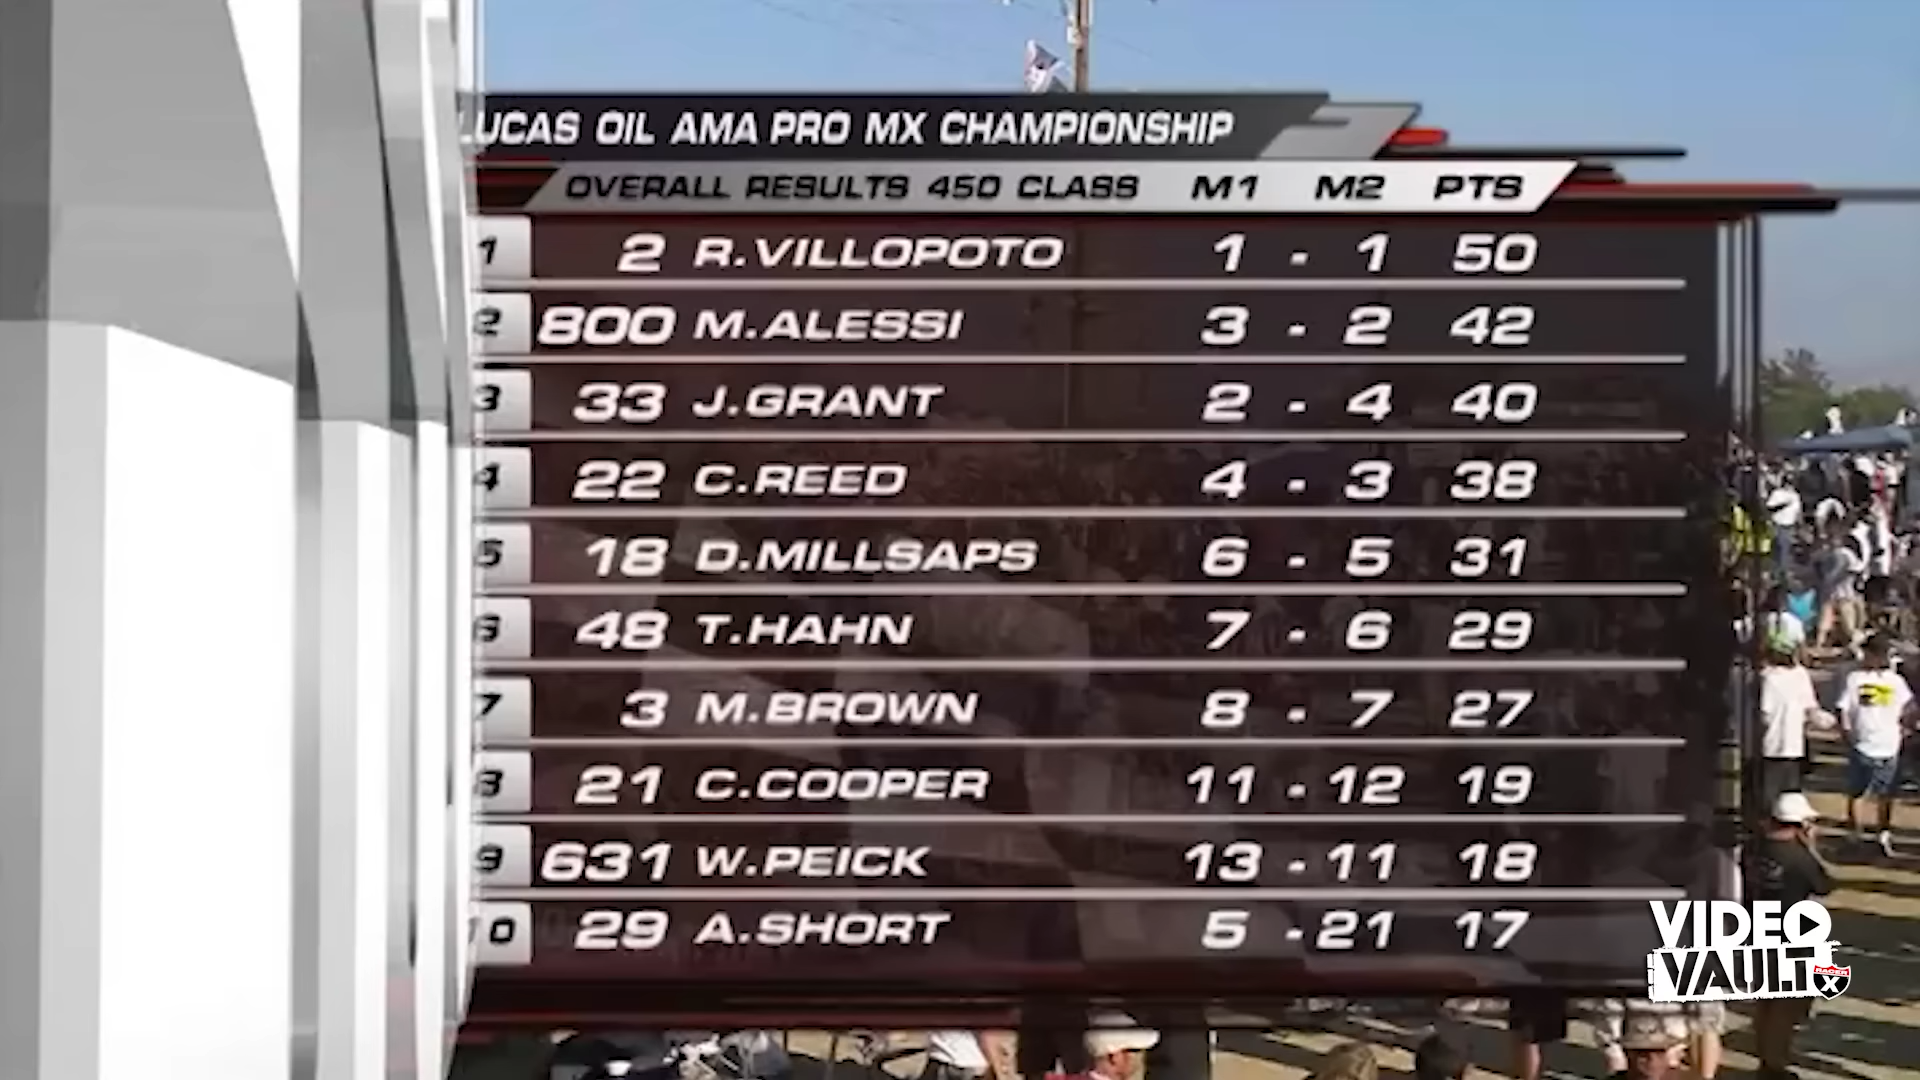 LUCAS OIL AMA PRO MX CHAMPIONSHIP
OVERALL RESULTS 450 CLASS M1 M2 PTS
1 2 R.VILLOPOTO 1 - 1 50
2 800 M.ALESSI 3 - 2 42
3 33 J.GRANT 2 - 4 40
4 22 C.REED 4 - 3 38
5 18 D.MILLSAPS 6 - 5 31
6 48 T.HAHN 7 - 6 29
7 3 M.BROWN 8 - 7 27
8 21 C.COOPER 11 - 12 19
9 631 W.PEICK 13 - 11 18
10 29 A.SHORT 5 - 21 17
VIDEO
VAULT RACER X